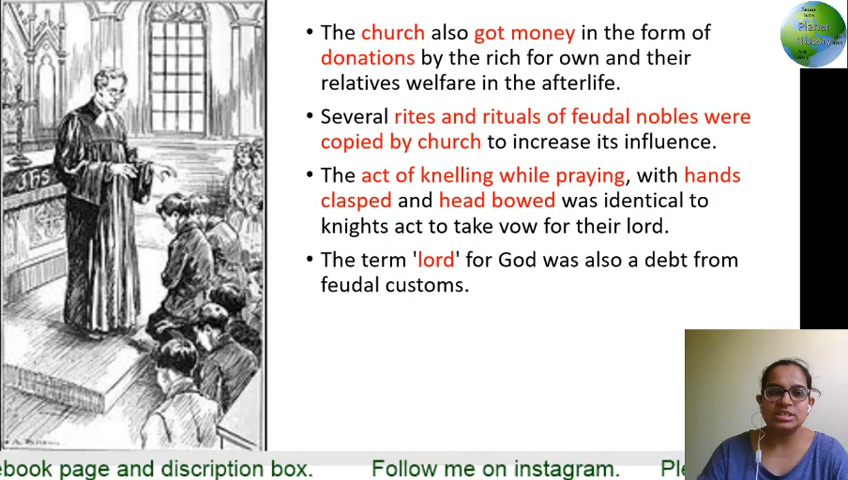 • The church also got money in the form of
donations by the rich for own and their
relatives welfare in the afterlife.
• Several rites and rituals of feudal nobles were
copied by church to increase its influence.
• The act of knelling while praying, with hands
clasped and head bowed was identical to
knights act to take vow for their lord.
• The term 'lord' for God was also a debt from
feudal customs.
JHS
Planet
History
ebook page and discription box. Follow me on instagram. Ple